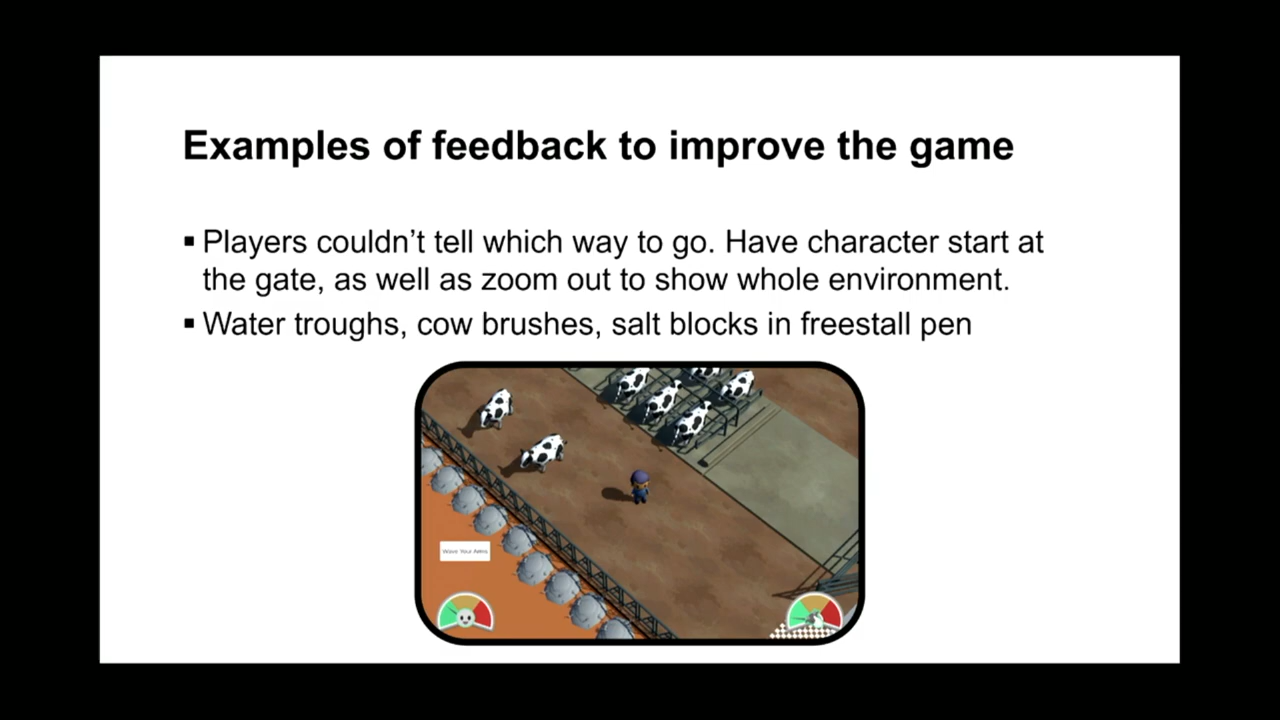 Examples of feedback to improve the game
▪ Players couldn't tell which way to go. Have character start at
the gate, as well as zoom out to show whole environment.
▪ Water troughs, cow brushes, salt blocks in freestall pen
Wave Your Arms